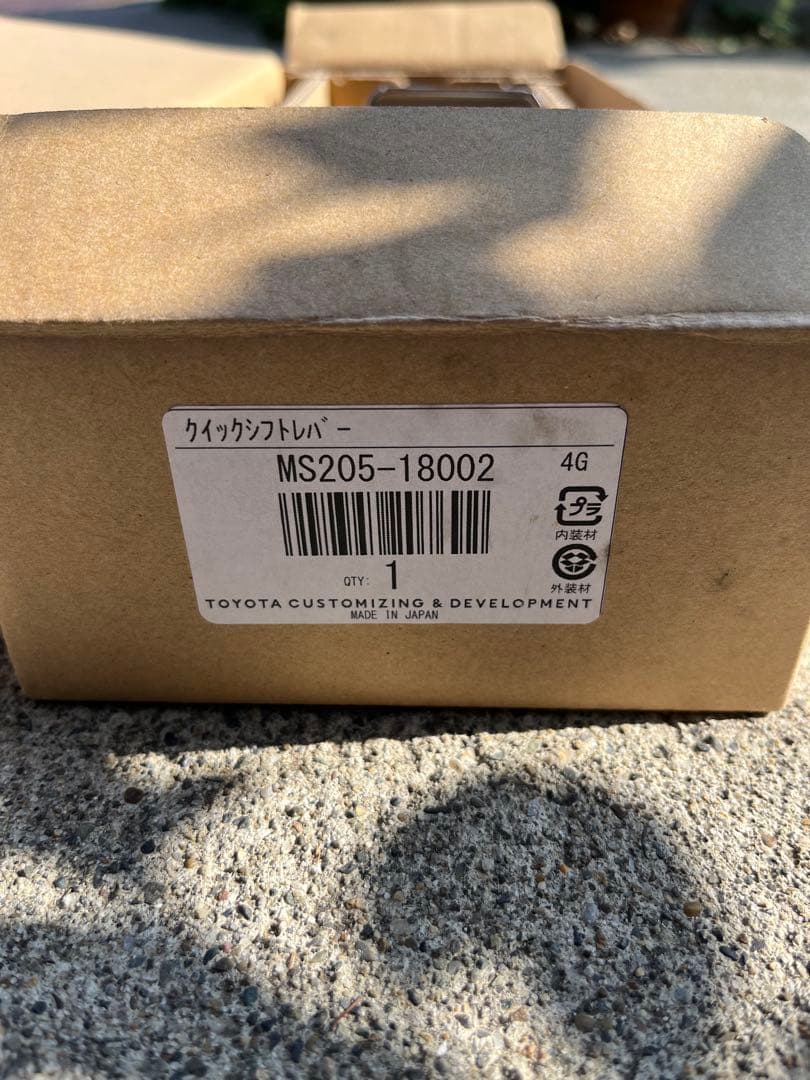 クイックシフトレバー
MS205-18002
4G
プラ
内装材
外装材
QTY: 1
TOYOTA CUSTOMIZING & DEVELOPMENT
MADE IN JAPAN